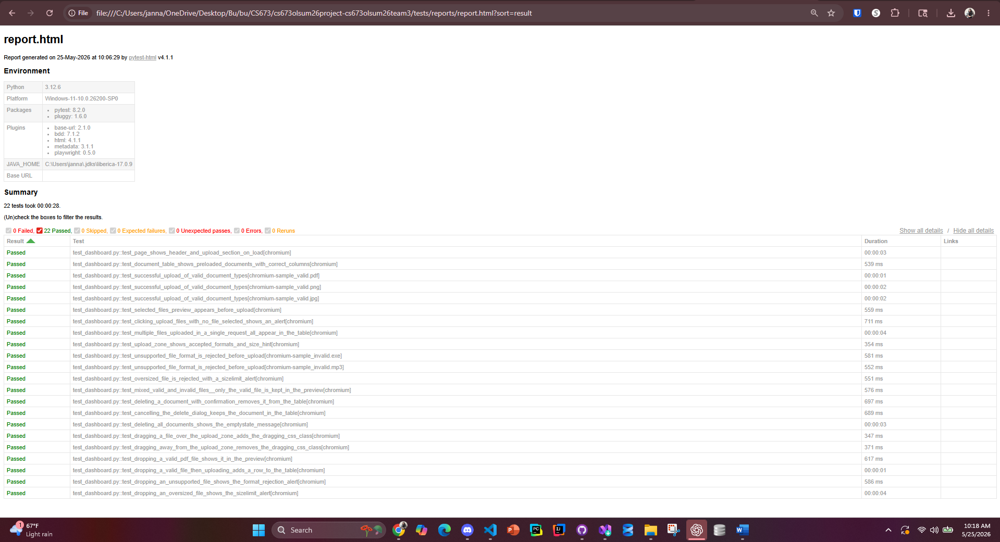 File file:///C:/Users/janna/OneDrive/Desktop/Bu/bu/CS673/cs673olsum26project-cs673olsum26team3/tests/reports/report.html?sort=result
report.html
Report generated on 25-May-2026 at 10:06:29 by pytest-html v4.1.1
Environment
Python 3.12.6
Platform Windows-11-10.0.26200-SP0
Packages • pytest: 8.2.0
• pluggy: 1.6.0
Plugins • base-url: 2.1.0
• bdd: 7.1.2
• html: 4.1.1
• metadata: 3.1.1
• playwright: 0.5.0
JAVA_HOME C:\Users\janna\.jdks\liberica-17.0.9
Base URL
Summary
22 tests took 00:00:28.
(Un)check the boxes to filter the results.
0 Failed, 22 Passed, 0 Skipped, 0 Expected failures, 0 Unexpected passes, 0 Errors, 0 Reruns Show all details / Hide all details
Result Test Duration Links
Passed test_dashboard.py::test_page_shows_header_and_upload_section_on_load[chromium] 00:00:03
Passed test_dashboard.py::test_document_table_shows_preloaded_documents_with_correct_columns[chromium] 539 ms
Passed test_dashboard.py::test_successful_upload_of_valid_document_types[chromium-sample_valid.pdf] 00:00:01
Passed test_dashboard.py::test_successful_upload_of_valid_document_types[chromium-sample_valid.png] 00:00:02
Passed test_dashboard.py::test_successful_upload_of_valid_document_types[chromium-sample_valid.jpg] 00:00:02
Passed test_dashboard.py::test_selected_files_preview_appears_before_upload[chromium] 559 ms
Passed test_dashboard.py::test_clicking_upload_files_with_no_file_selected_shows_an_alert[chromium] 711 ms
Passed test_dashboard.py::test_multiple_files_uploaded_in_a_single_request_all_appear_in_the_table[chromium] 00:00:04
Passed test_dashboard.py::test_upload_zone_shows_accepted_formats_and_size_hint[chromium] 354 ms
Passed test_dashboard.py::test_unsupported_file_format_is_rejected_before_upload[chromium-sample_invalid.exe] 581 ms
Passed test_dashboard.py::test_unsupported_file_format_is_rejected_before_upload[chromium-sample_invalid.mp3] 552 ms
Passed test_dashboard.py::test_oversized_file_is_rejected_with_a_sizelimit_alert[chromium] 551 ms
Passed test_dashboard.py::test_mixed_valid_and_invalid_files__only_the_valid_file_is_kept_in_the_preview[chromium] 576 ms
Passed test_dashboard.py::test_deleting_a_document_with_confirmation_removes_it_from_the_table[chromium] 697 ms
Passed test_dashboard.py::test_cancelling_the_delete_dialog_keeps_the_document_in_the_table[chromium] 689 ms
Passed test_dashboard.py::test_deleting_all_documents_shows_the_emptystate_message[chromium] 00:00:03
Passed test_dashboard.py::test_dragging_a_file_over_the_upload_zone_adds_the_dragging_css_class[chromium] 347 ms
Passed test_dashboard.py::test_dragging_away_from_the_upload_zone_removes_the_dragging_css_class[chromium] 371 ms
Passed test_dashboard.py::test_dropping_a_valid_pdf_file_shows_it_in_the_preview[chromium] 617 ms
Passed test_dashboard.py::test_dropping_a_valid_file_then_uploading_adds_a_row_to_the_table[chromium] 00:00:01
Passed test_dashboard.py::test_dropping_an_unsupported_file_shows_the_format_rejection_alert[chromium] 586 ms
Passed test_dashboard.py::test_dropping_an_oversized_file_shows_the_sizelimit_alert[chromium] 00:00:04
1 67°F
Light rain
Search
10:18 AM
5/25/2026